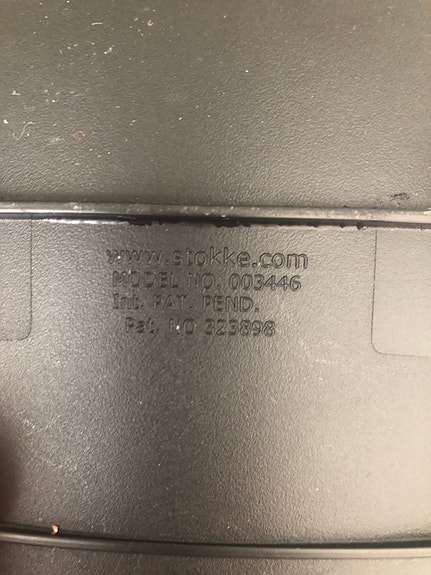 www.stokke.com
MODEL NO. 003446
Int. PAT. PEND.
Pat. NO 323898